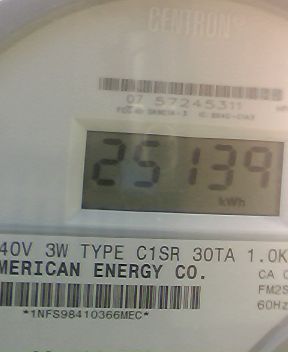 CENTRON
07 57245311
25139
kWh
40V 3W TYPE C1SR 30TA 1.0K
MERICAN ENERGY CO.
CA 
FM2S
60Hz
*1NFS98410366MEC*